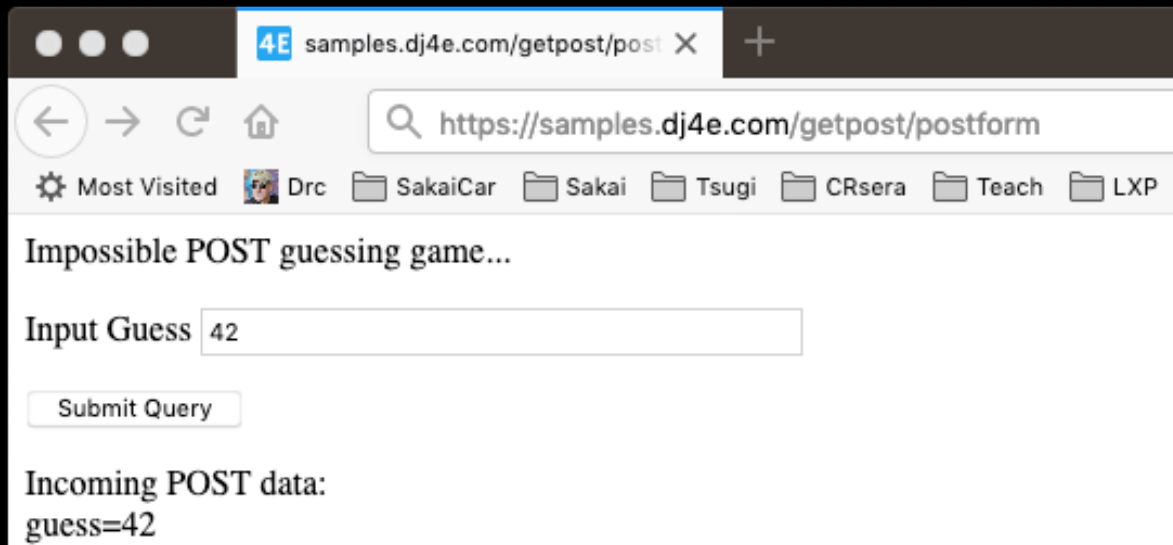 4E samples.dj4e.com/getpost/post
https://samples.dj4e.com/getpost/postform
Most Visited Drc SakaiCar Sakai Tsugi CRsera Teach LXP
Impossible POST guessing game...
Input Guess 42
Submit Query
Incoming POST data:
guess=42